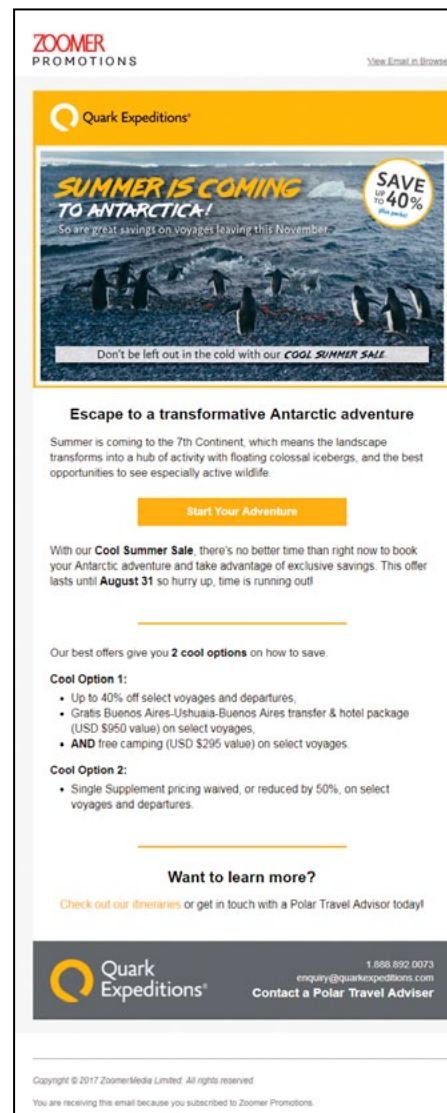 ZOOMER
PROMOTIONS
View Email in Browse
Quark Expeditions®
SUMMER IS COMING
TO ANTARCTICA!
So are great savings on voyages leaving this November.
SAVE
UP TO 40%
plus perks!
Don't be left out in the cold with our COOL SUMMER SALE.
Escape to a transformative Antarctic adventure
Summer is coming to the 7th Continent, which means the landscape
transforms into a hub of activity with floating colossal icebergs, and the best
opportunities to see especially active wildlife.
Start Your Adventure
With our Cool Summer Sale, there's no better time than right now to book
your Antarctic adventure and take advantage of exclusive savings. This offer
lasts until August 31 so hurry up, time is running out!
Our best offers give you 2 cool options on how to save.
Cool Option 1:
• Up to 40% off select voyages and departures,
• Gratis Buenos Aires-Ushuaia-Buenos Aires transfer & hotel package
(USD $950 value) on select voyages,
• AND free camping (USD $295 value) on select voyages.
Cool Option 2:
• Single Supplement pricing waived, or reduced by 50%, on select
voyages and departures.
Want to learn more?
Check out our itineraries or get in touch with a Polar Travel Advisor today!
Quark
Expeditions®
1.888.892.0073
enquiry@quarkexpeditions.com
Contact a Polar Travel Adviser
Copyright © 2017 ZoomerMedia Limited. All rights reserved.
You are receiving this email because you subscribed to Zoomer Promotions.